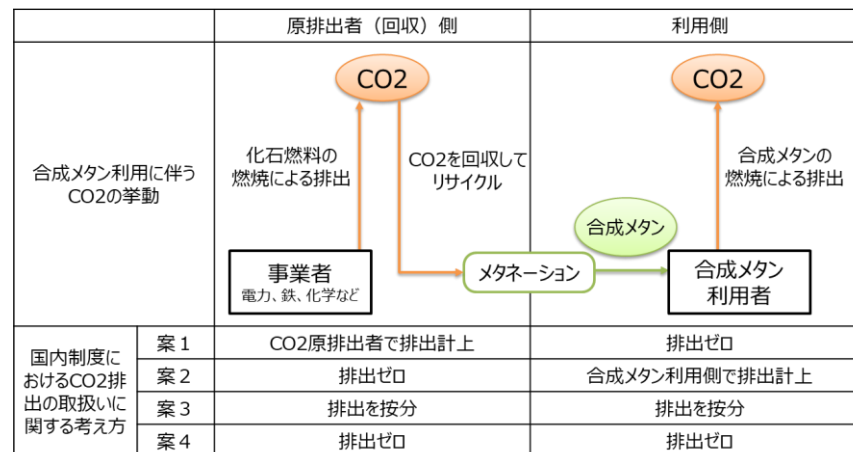 原排出者（回収）側
利用側
合成メタン利用に伴う
CO2の挙動
CO2
CO2
化石燃料の
燃焼による排出
CO2を回収して
リサイクル
合成メタンの
燃焼による排出
合成メタン
事業者
電力、鉄、化学など
メタネーション
合成メタン
利用者
国内制度に
おけるCO2排
出の取扱いに
関する考え方
案１
CO2原排出者で排出計上
排出ゼロ
案２
排出ゼロ
合成メタン利用側で排出計上
案３
排出を按分
排出を按分
案４
排出ゼロ
排出ゼロ